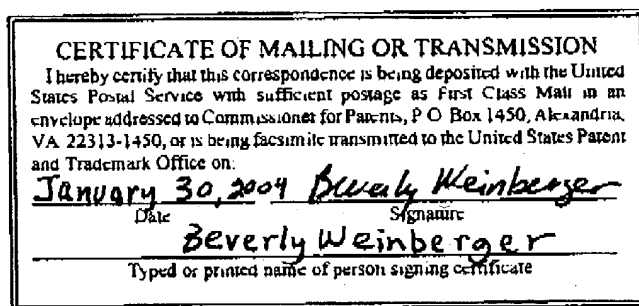 CERTIFICATE OF MAILING OR TRANSMISSION
I hereby certify that this correspondence is being deposited with the United
States Postal Service with sufficient postage as First Class Mail in an
envelope addressed to Commissioner for Patents, P O Box 1450, Alexandria,
VA 22313-1450, or is being facsimile transmitted to the United States Patent
and Trademark Office on:
January 30, 2004 Beverly Weinberger
Date Signature
Beverly Weinberger
Typed or printed name of person signing certificate